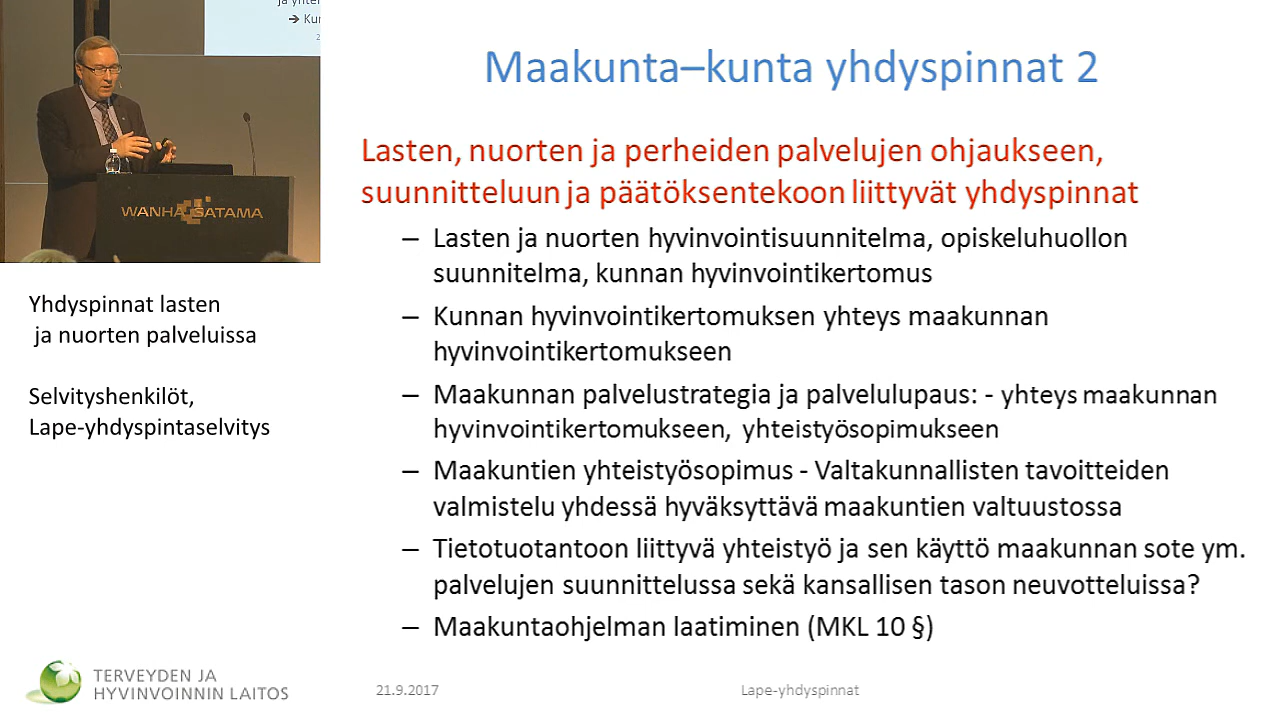 ja yhte
➔ Kun
2
WANHA SATAMA
Yhdyspinnat lasten
ja nuorten palveluissa
Selvityshenkilöt,
Lape-yhdyspintaselvitys
Maakunta–kunta yhdyspinnat 2
Lasten, nuorten ja perheiden palvelujen ohjaukseen,
suunnitteluun ja päätöksentekoon liittyvät yhdyspinnat
– Lasten ja nuorten hyvinvointisuunnitelma, opiskeluhuollon
suunnitelma, kunnan hyvinvointikertomus
– Kunnan hyvinvointikertomuksen yhteys maakunnan
hyvinvointikertomukseen
– Maakunnan palvelustrategia ja palvelulupaus: - yhteys maakunnan
hyvinvointikertomukseen, yhteistyösopimukseen
– Maakuntien yhteistyösopimus - Valtakunnallisten tavoitteiden
valmistelu yhdessä hyväksyttävä maakuntien valtuustossa
– Tietotuotantoon liittyvä yhteistyö ja sen käyttö maakunnan sote ym.
palvelujen suunnittelussa sekä kansallisen tason neuvotteluissa?
– Maakuntaohjelman laatiminen (MKL 10 §)
TERVEYDEN JA
HYVINVOINNIN LAITOS
21.9.2017
Lape-yhdyspinnat